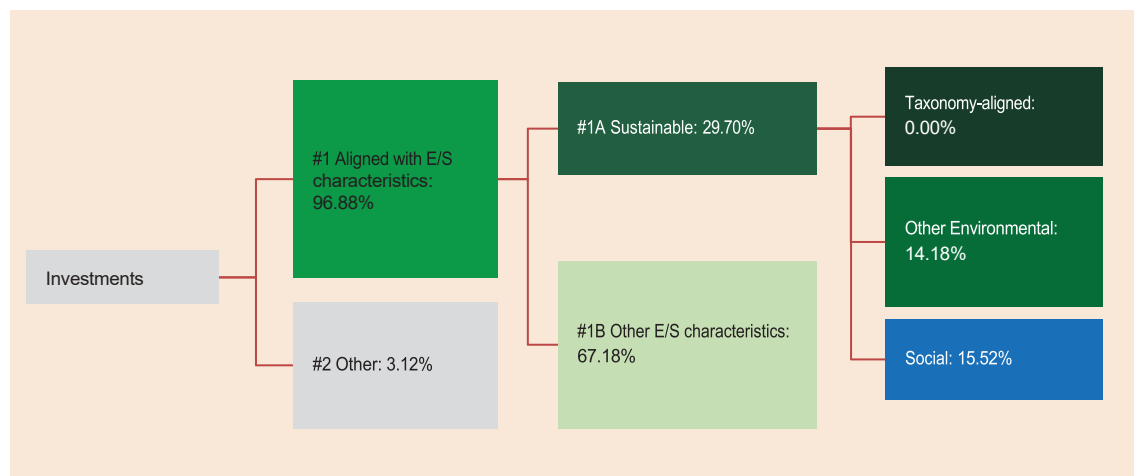 Investments
#1 Aligned with E/S
characteristics:
96.88%
#2 Other: 3.12%
#1A Sustainable: 29.70%
#1B Other E/S characteristics:
67.18%
Taxonomy-aligned:
0.00%
Other Environmental:
14.18%
Social: 15.52%